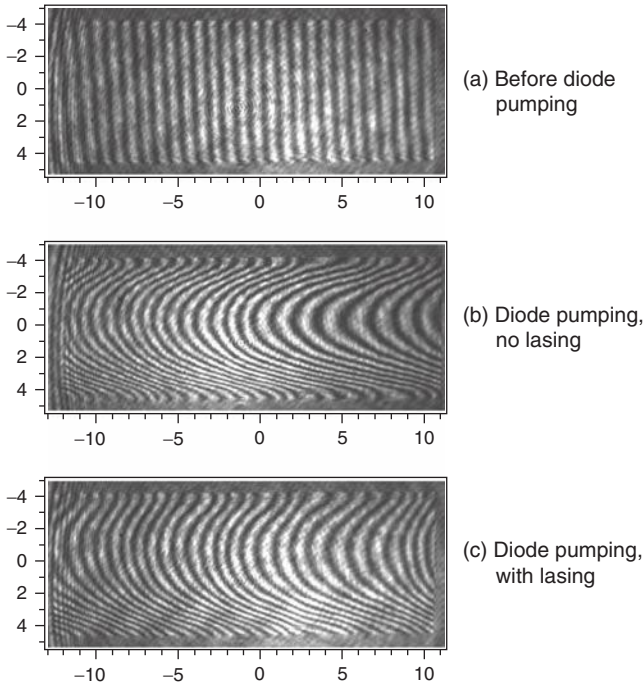 −4
−2
0
2
4
−10 −5 0 5 10
(a) Before diode
pumping
−4
−2
0
2
4
−10 −5 0 5 10
(b) Diode pumping,
no lasing
−4
−2
0
2
4
−10 −5 0 5 10
(c) Diode pumping,
with lasing